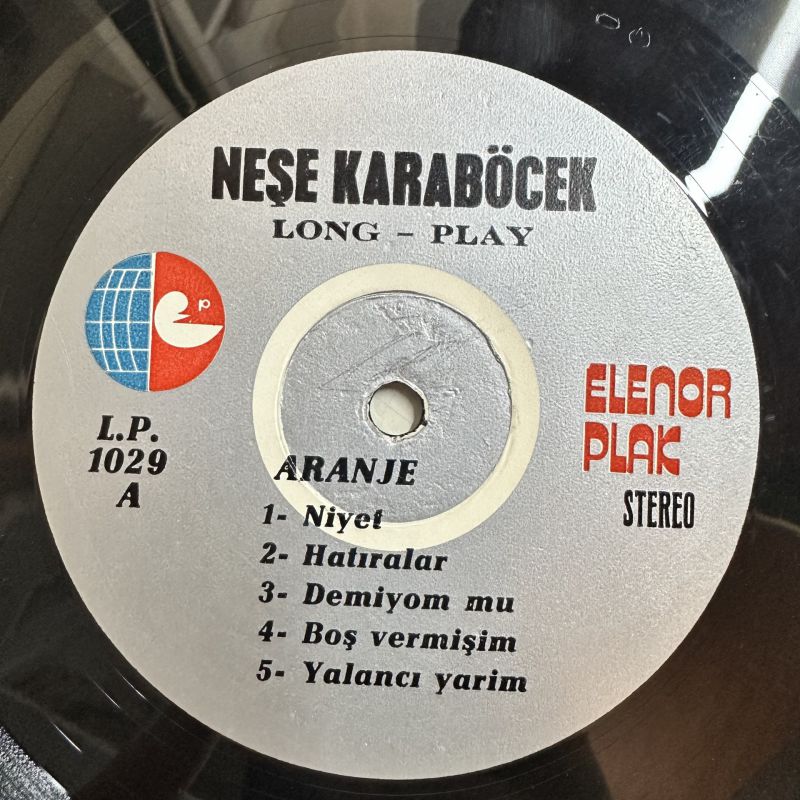 NEŞE KARABÖCEK
LONG – PLAY
p
L.P.
1029
A
ELENOR
PLAK
STEREO
ARANJE
1- Niyet
2- Hatıralar
3- Demiyom mu
4- Boş vermişim
5- Yalancı yarim